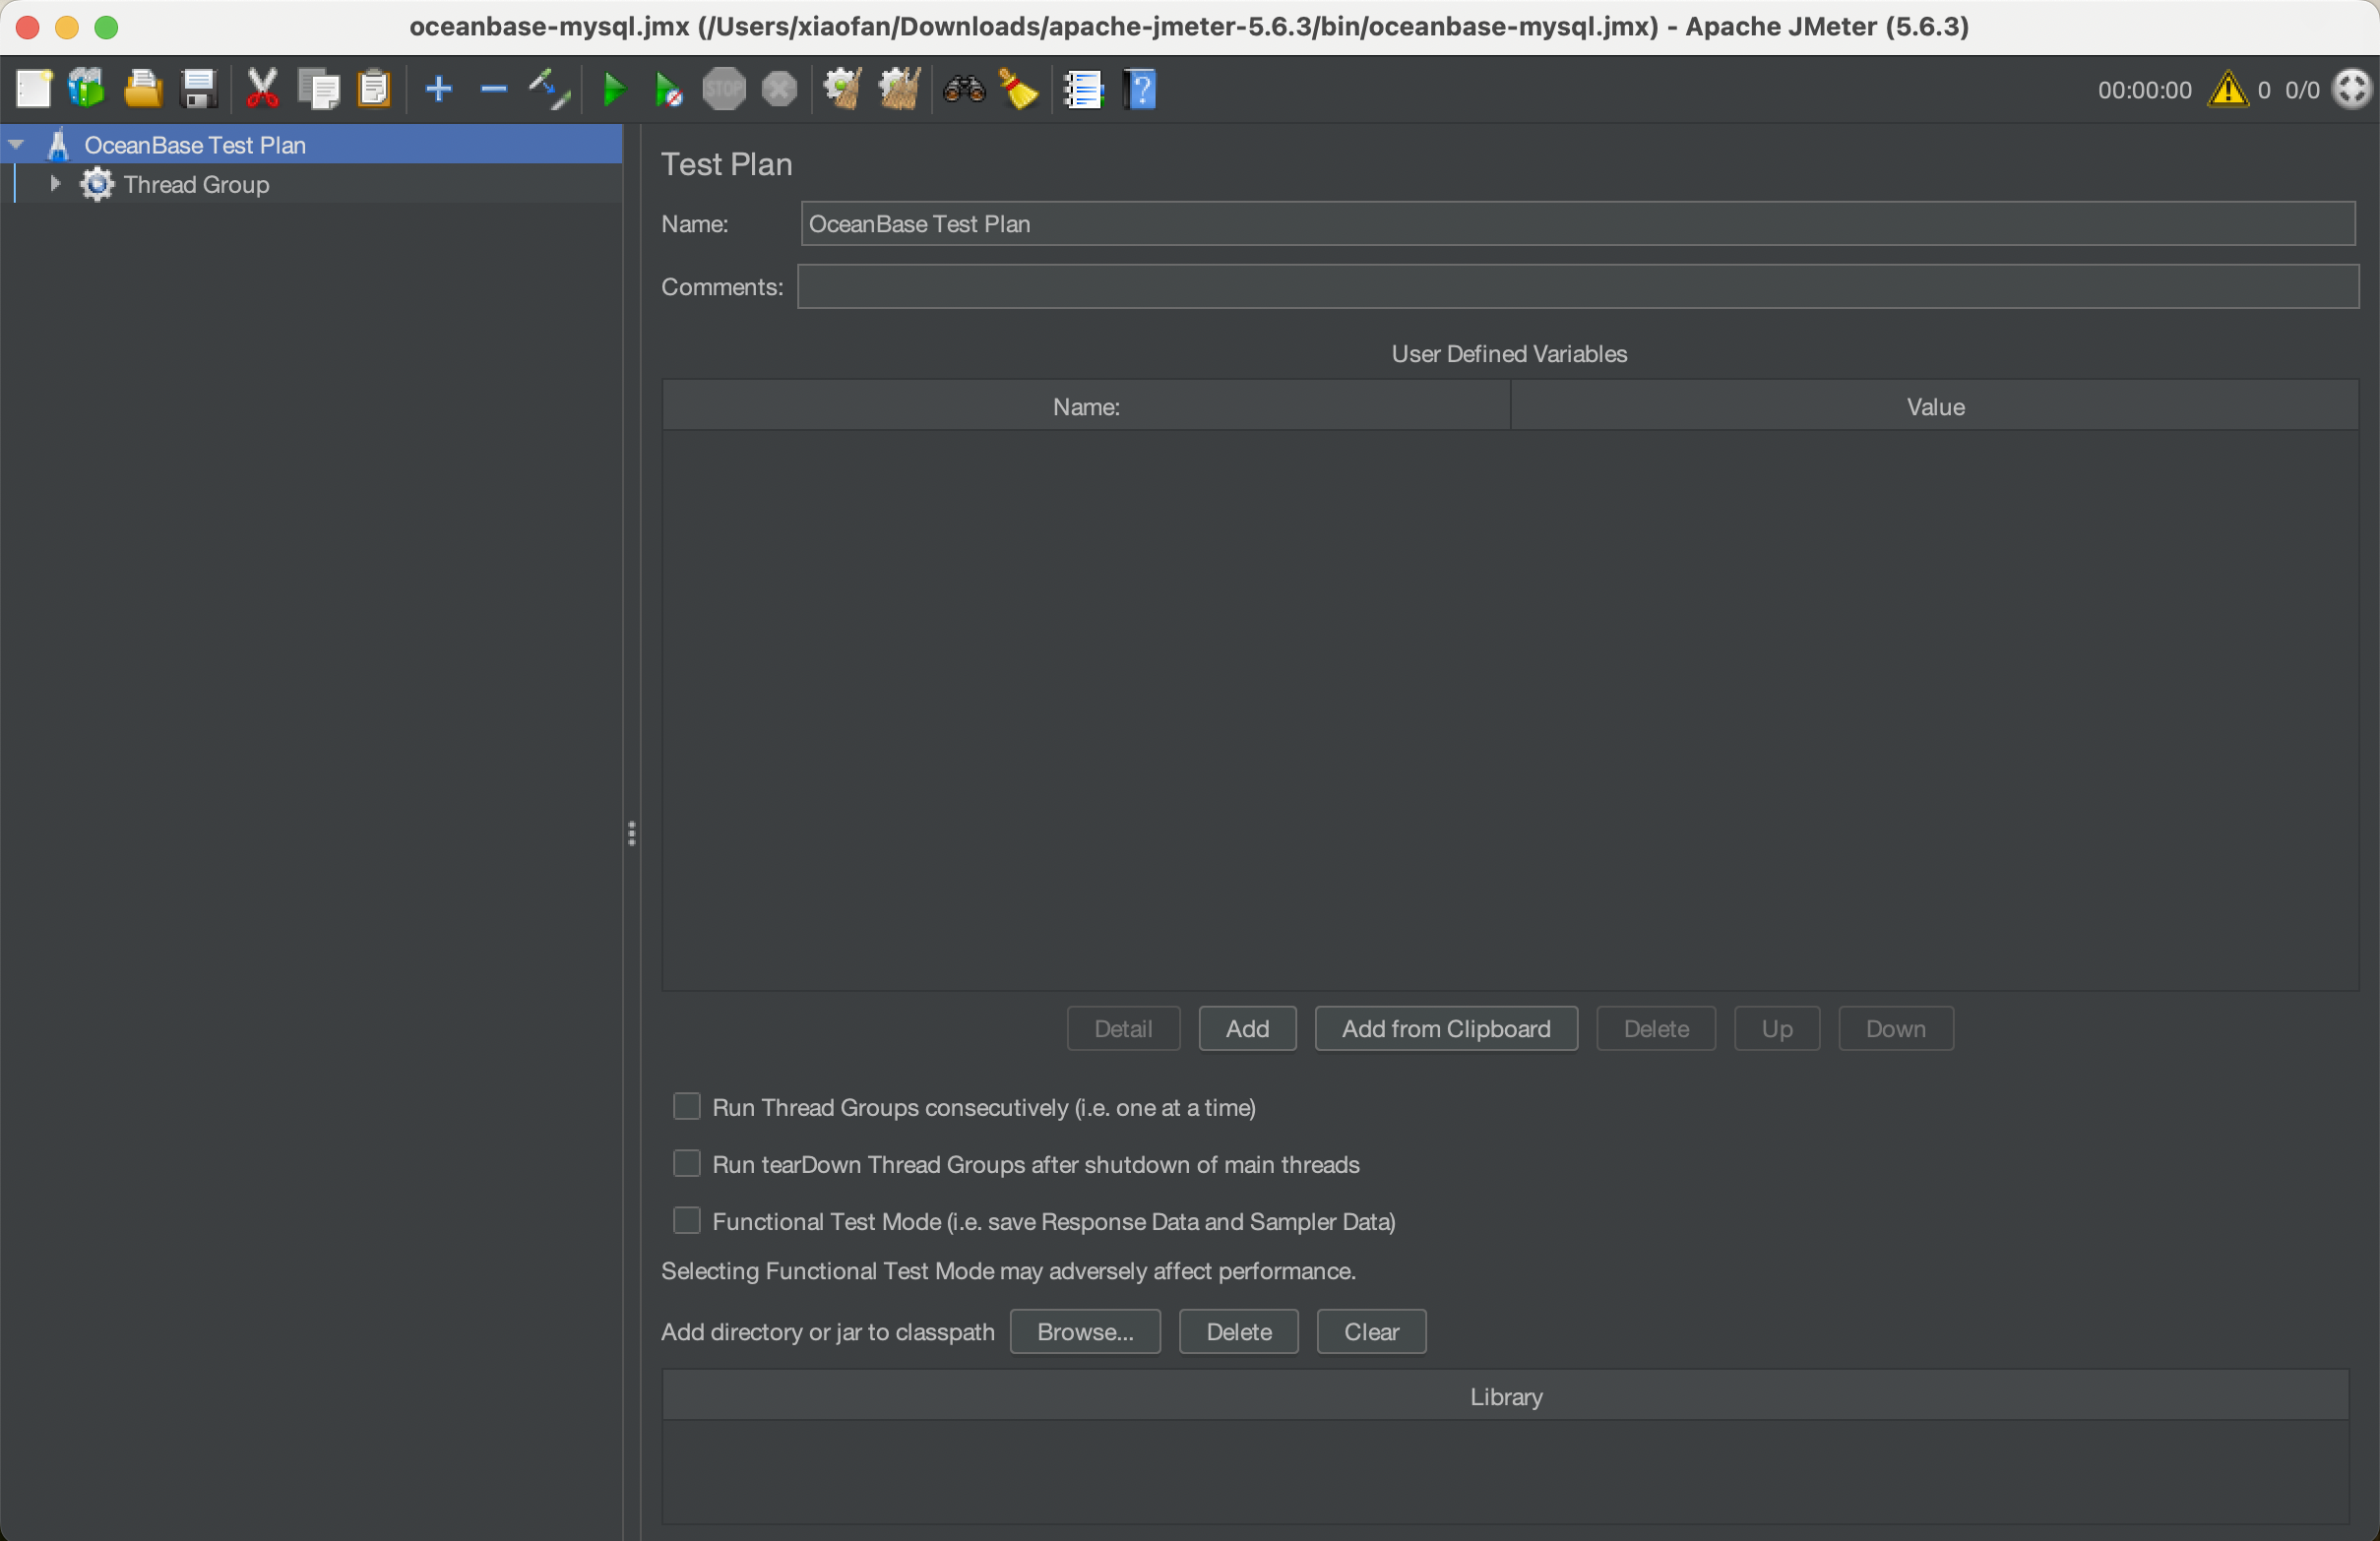 oceanbase-mysql.jmx (/Users/xiaofan/Downloads/apache-jmeter-5.6.3/bin/oceanbase-mysql.jmx) - Apache JMeter (5.6.3)
STOP 00:00:00 0 0/0
OceanBase Test Plan
Thread Group
Test Plan
Name: OceanBase Test Plan
Comments:
User Defined Variables
Name: Value
Detail Add Add from Clipboard Delete Up Down
Run Thread Groups consecutively (i.e. one at a time)
Run tearDown Thread Groups after shutdown of main threads
Functional Test Mode (i.e. save Response Data and Sampler Data)
Selecting Functional Test Mode may adversely affect performance.
Add directory or jar to classpath Browse... Delete Clear
Library